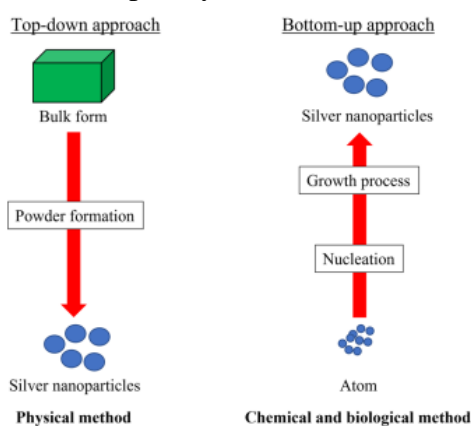 Top-down approach
Bulk form
Powder formation
Silver nanoparticles
Physical method
Bottom-up approach
Silver nanoparticles
Growth process
Nucleation
Atom
Chemical and biological method